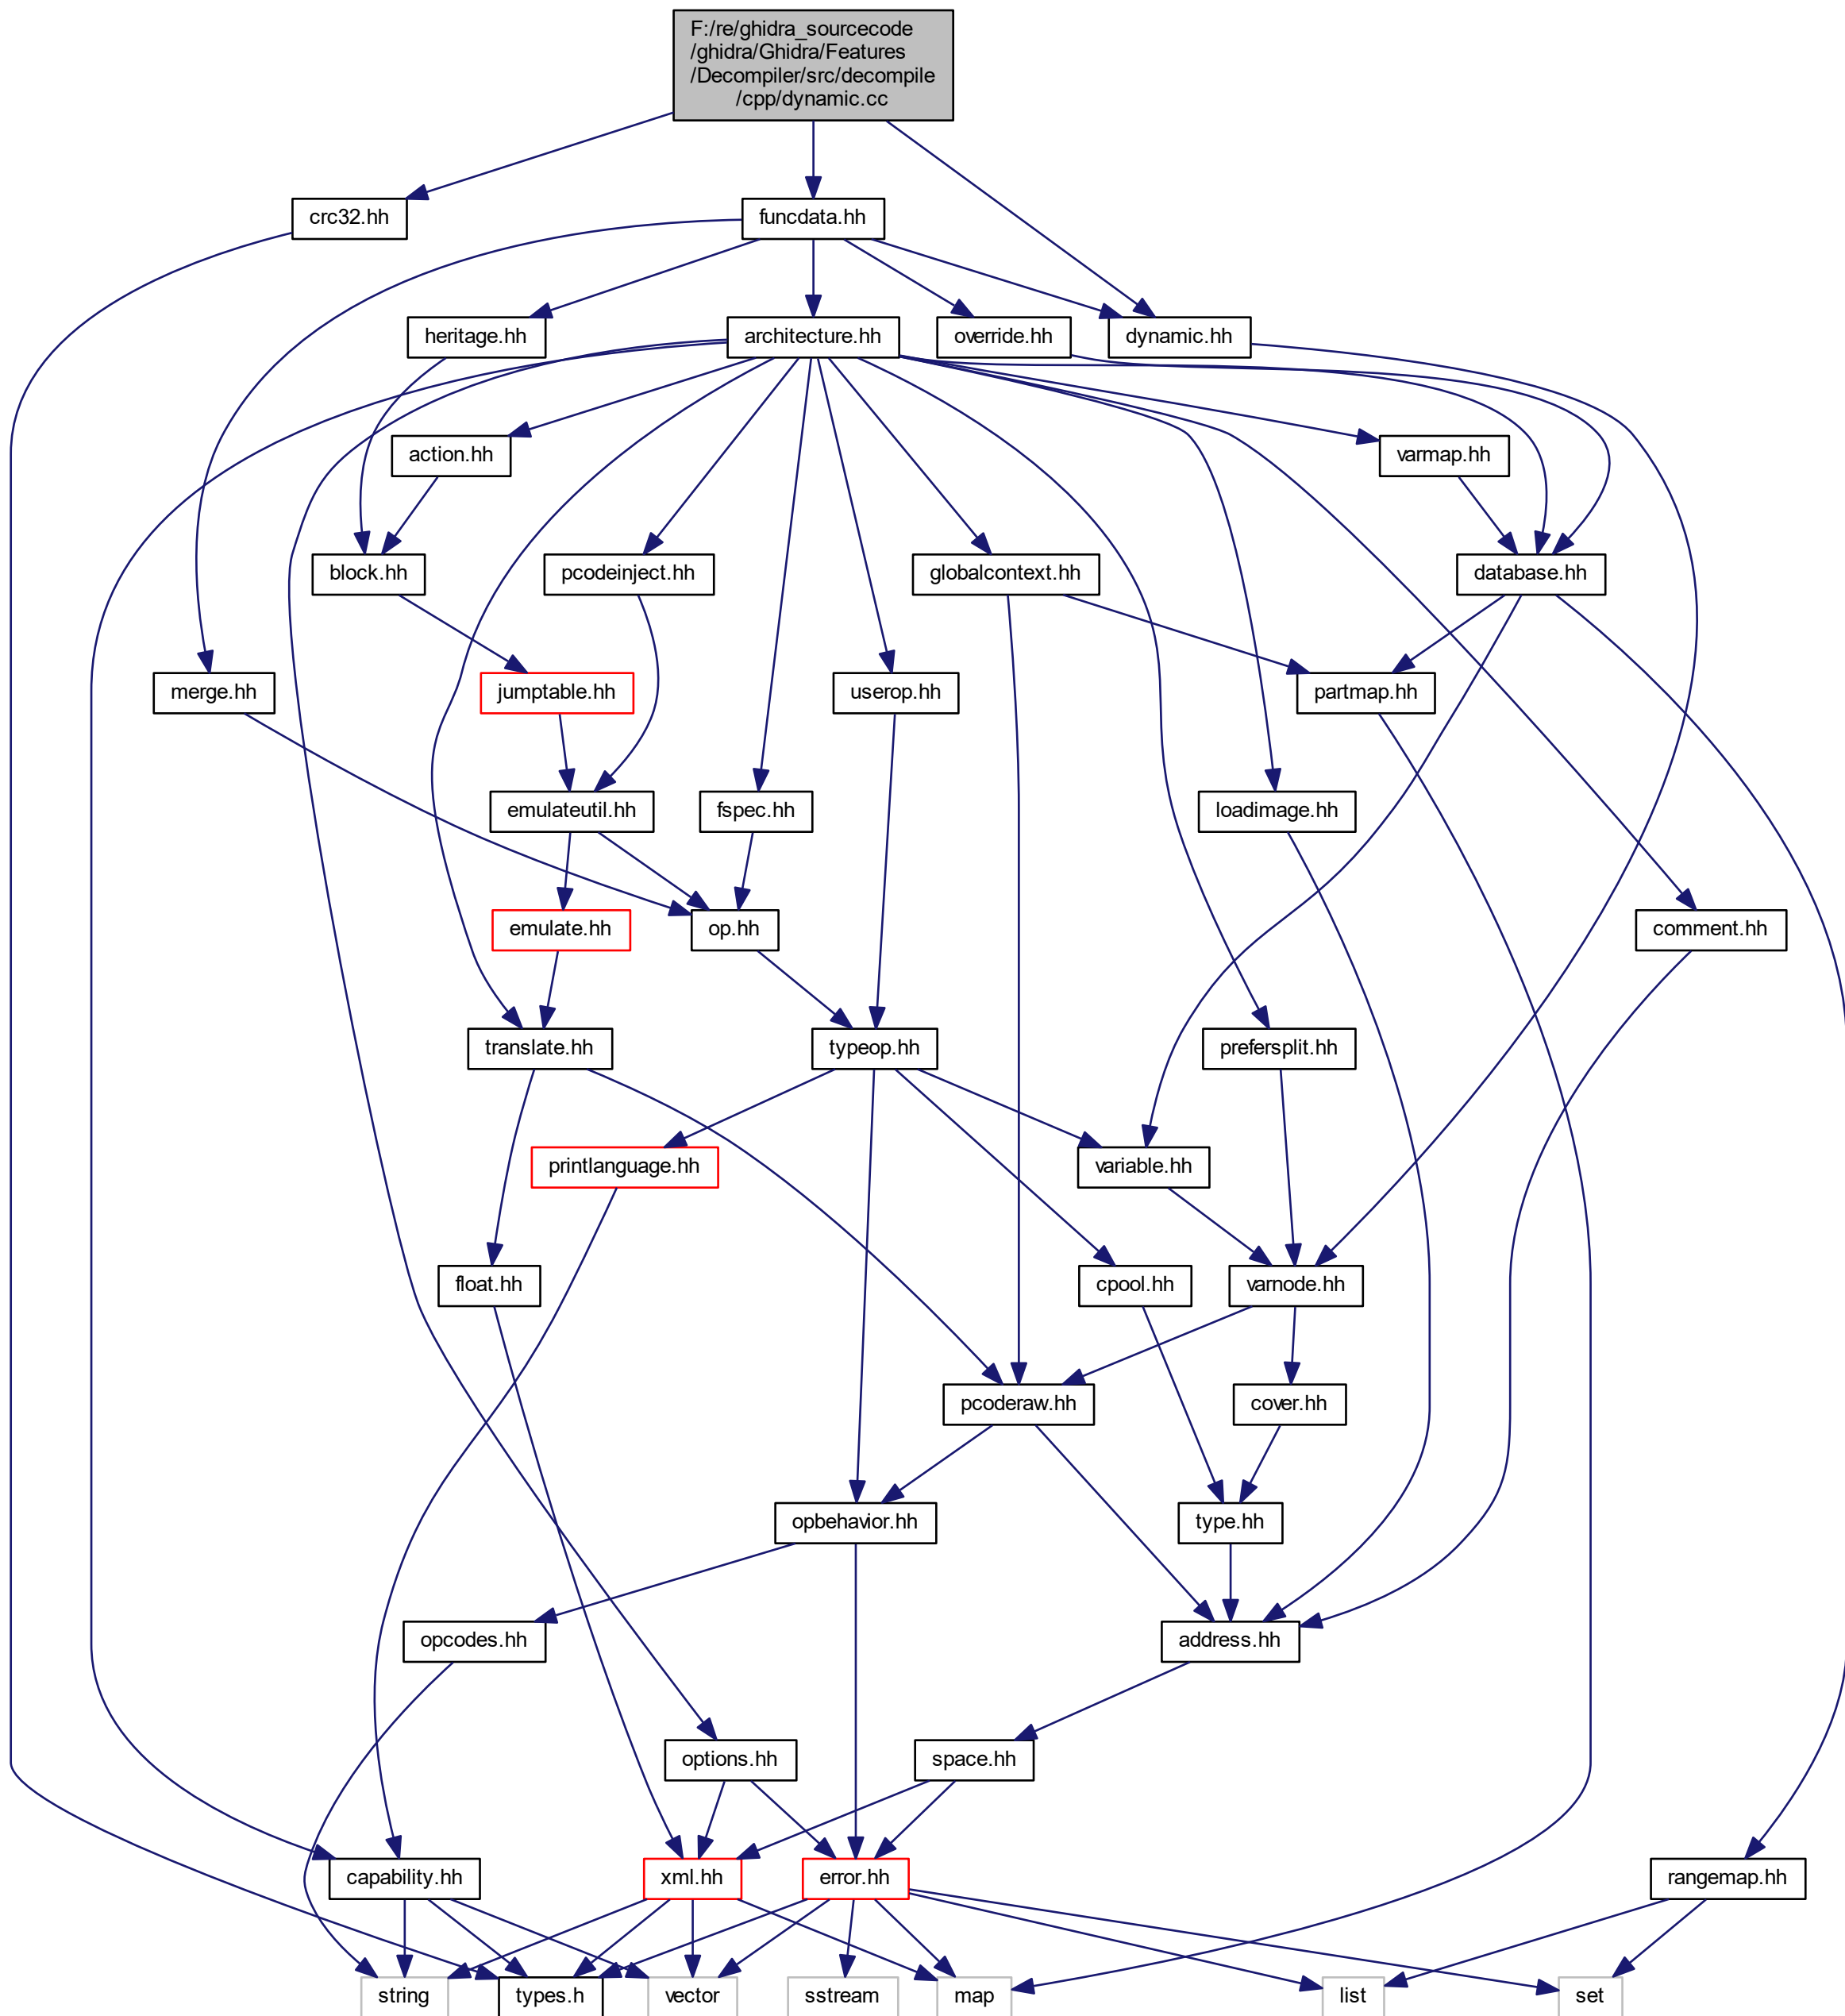 F:/re/ghidra_sourcecode
/ghidra/Ghidra/Features
/Decompiler/src/decompile
/cpp/dynamic.cc
crc32.hh
funcdata.hh
heritage.hh
architecture.hh
override.hh
dynamic.hh
action.hh
varmap.hh
block.hh
pcodeinject.hh
globalcontext.hh
database.hh
merge.hh
jumptable.hh
userop.hh
partmap.hh
emulateutil.hh
fspec.hh
loadimage.hh
emulate.hh
op.hh
comment.hh
translate.hh
typeop.hh
prefersplit.hh
printlanguage.hh
variable.hh
float.hh
cpool.hh
varnode.hh
pcoderaw.hh
cover.hh
opbehavior.hh
type.hh
opcodes.hh
address.hh
options.hh
space.hh
capability.hh
xml.hh
error.hh
rangemap.hh
string
types.h
vector
sstream
map
list
set